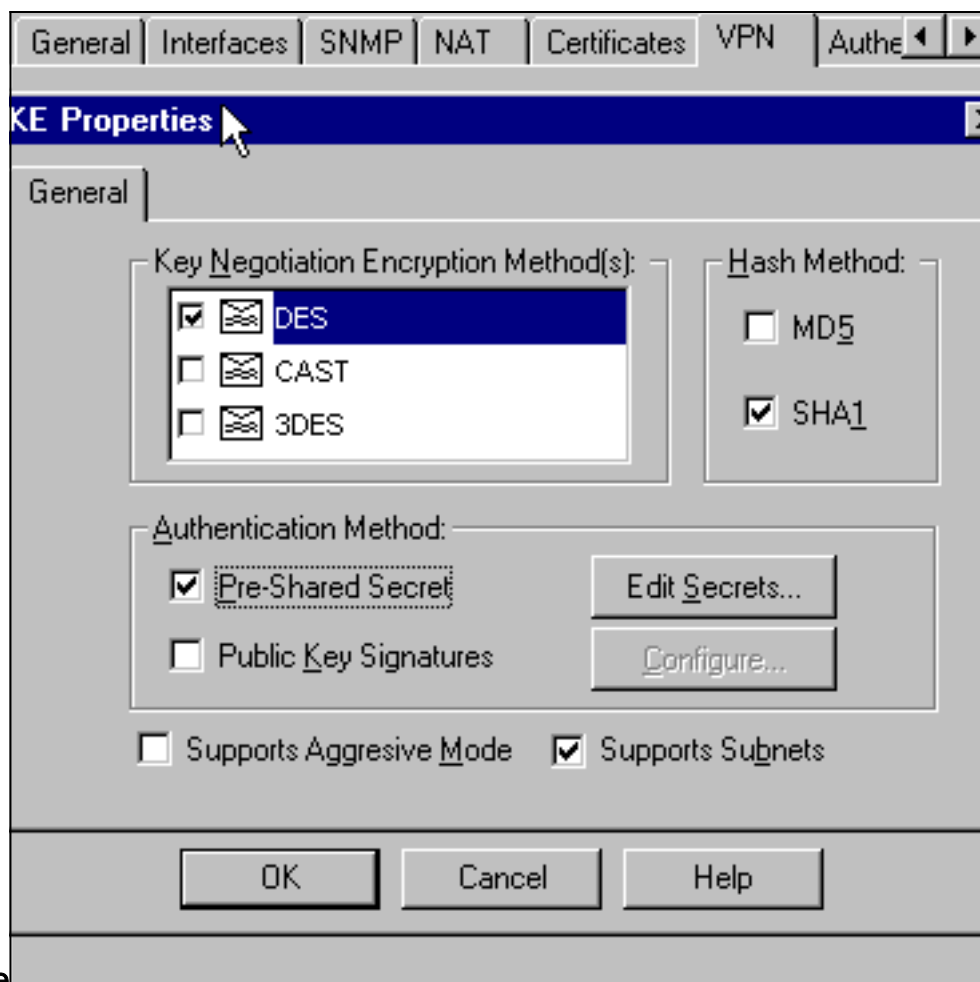 General Interfaces SNMP NAT Certificates VPN Authe
KE Properties
General
Key Negotiation Encryption Method(s):
DES
CAST
3DES
Hash Method:
MD5
SHA1
Authentication Method:
Pre-Shared Secret
Edit Secrets...
Public Key Signatures
Configure...
Supports Aggresive Mode
Supports Subnets
OK Cancel Help
e